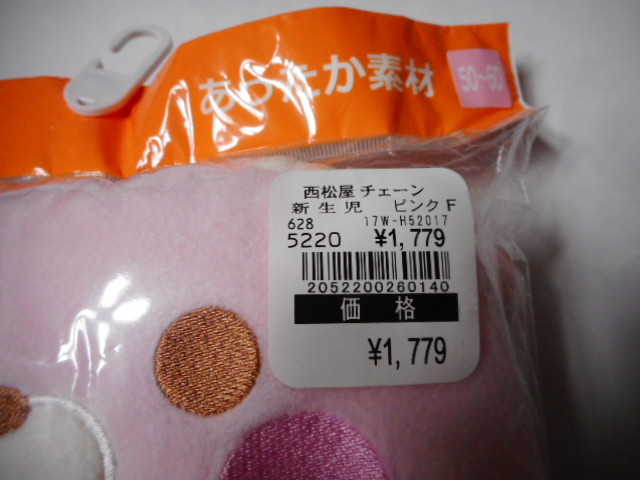 あったか素材
50~60
西松屋 チェーン
新生児 ピンク F
628 17W-H52017
5220 ¥1,779
2052200260140
価格
¥1,779